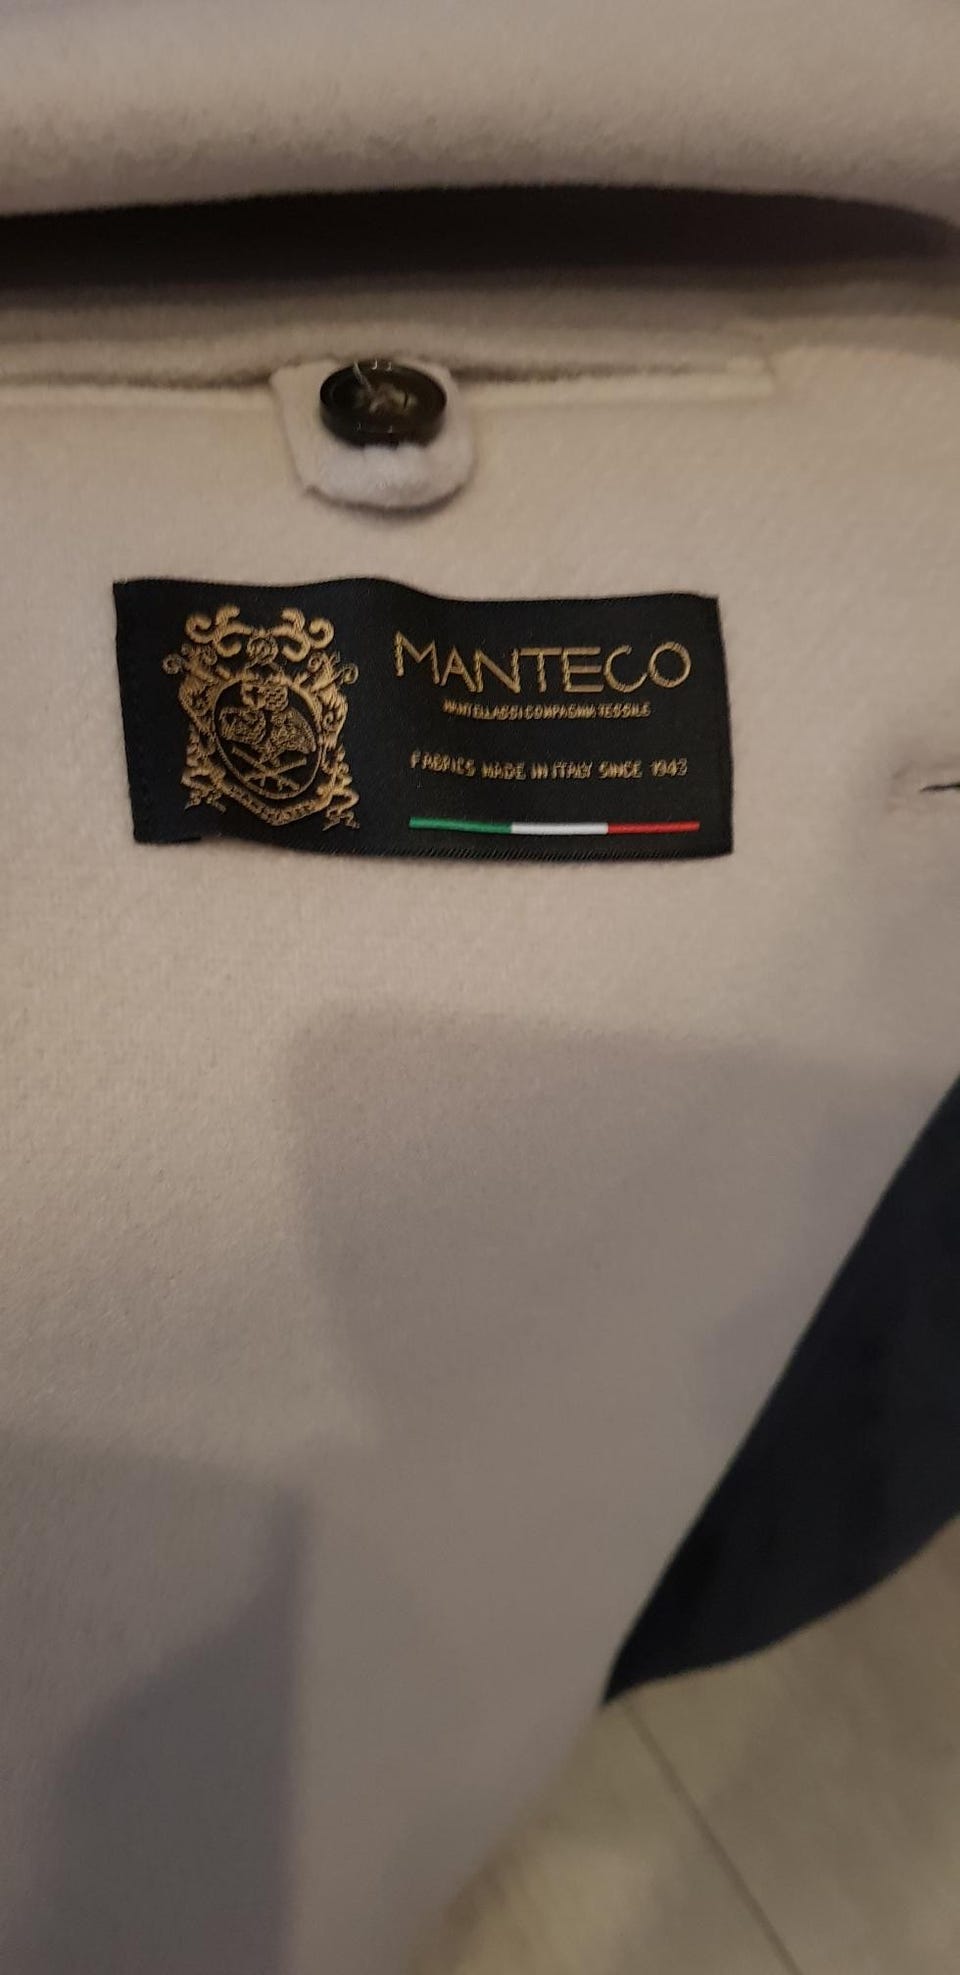 MANTECO
MANTELLASSI COMPAGNIA TESSILE
FABRICS MADE IN ITALY SINCE 1943